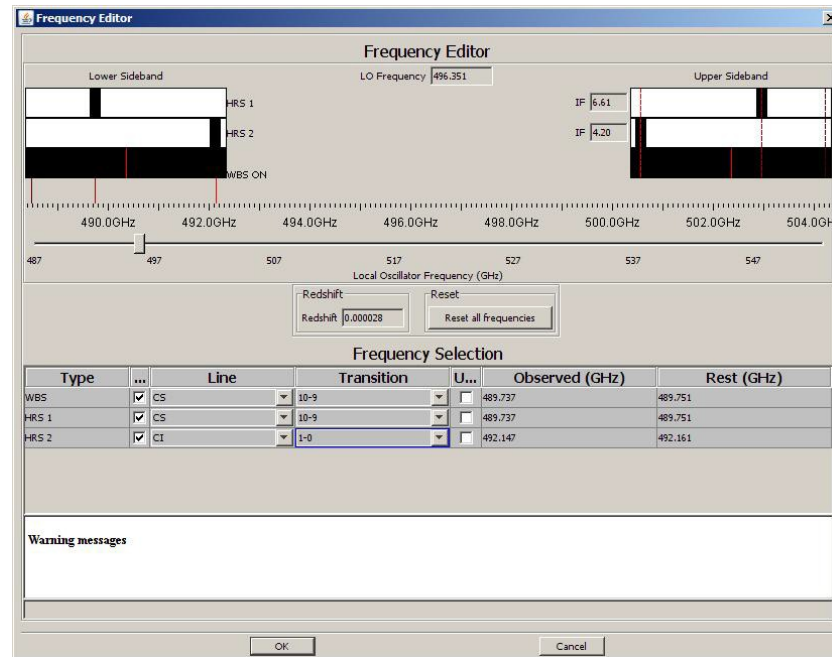 Frequency Editor
Frequency Editor
Lower Sideband
LO Frequency 496.351
Upper Sideband
HRS 1
IF 6.61
HRS 2
IF 4.20
WBS ON
490.0GHz 492.0GHz 494.0GHz 496.0GHz 498.0GHz 500.0GHz 502.0GHz 504.0GH
487 497 507 517 527 537 547
Local Oscillator Frequency (GHz)
Redshift Reset
Redshift 0.000028 Reset all frequencies
Frequency Selection
Type ... Line Transition U... Observed (GHz) Rest (GHz)
WBS CS 10-9 489.737 489.751
HRS 1 CS 10-9 489.737 489.751
HRS 2 CI 1-0 492.147 492.161
Warning messages
OK Cancel